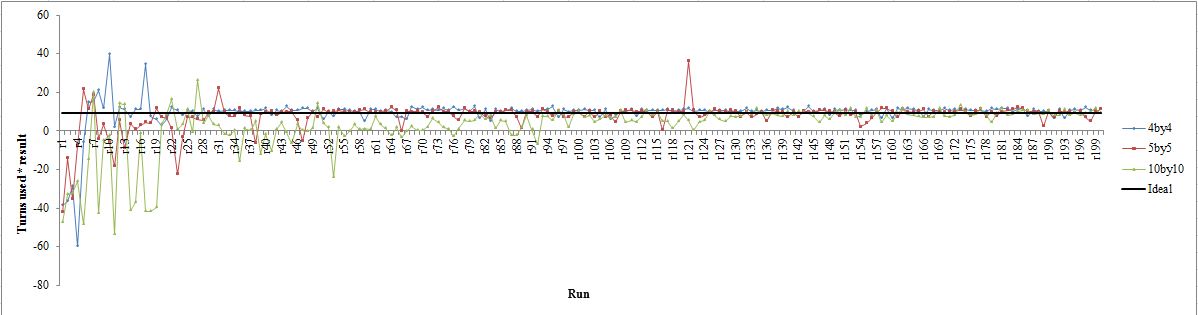 60
40
20
0
-20
-40
-60
-80
Turns used * result
r1
r4
r7
r10
r13
r16
r19
r22
r25
r28
r31
r34
r37
r40
r43
r46
r49
r52
r55
r58
r61
r64
r67
r70
r73
r76
r79
r82
r85
r88
r91
r94
r97
r100
r103
r106
r109
r112
r115
r118
r121
r124
r127
r130
r133
r136
r139
r142
r145
r148
r151
r154
r157
r160
r163
r166
r169
r172
r175
r178
r181
r184
r187
r190
r193
r196
r199
Run
4by4
5by5
10by10
Ideal